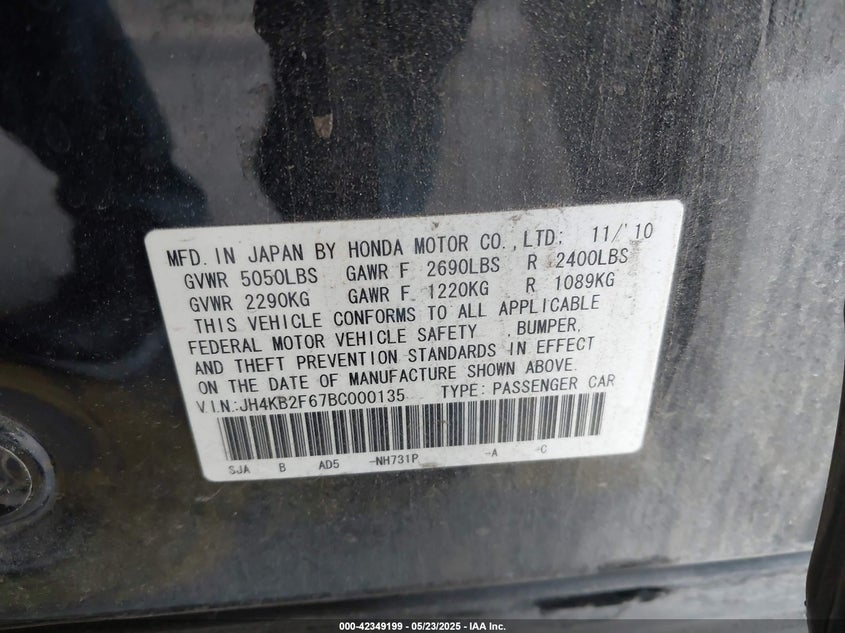 MFD. IN JAPAN BY HONDA MOTOR CO., LTD; 11/'10
GVWR 5050LBS GAWR F 2690LBS R 2400LBS
GVWR 2290KG GAWR F 1220KG R 1089KG
THIS VEHICLE CONFORMS TO ALL APPLICABLE
FEDERAL MOTOR VEHICLE SAFETY , BUMPER,
AND THEFT PREVENTION STANDARDS IN EFFECT
ON THE DATE OF MANUFACTURE SHOWN ABOVE.
V.I.N.:JH4KB2F67BC000135 TYPE: PASSENGER CAR
SJA B AD5 -NH731P -A -C
000-42349199 - 05/23/2025 - IAA Inc.